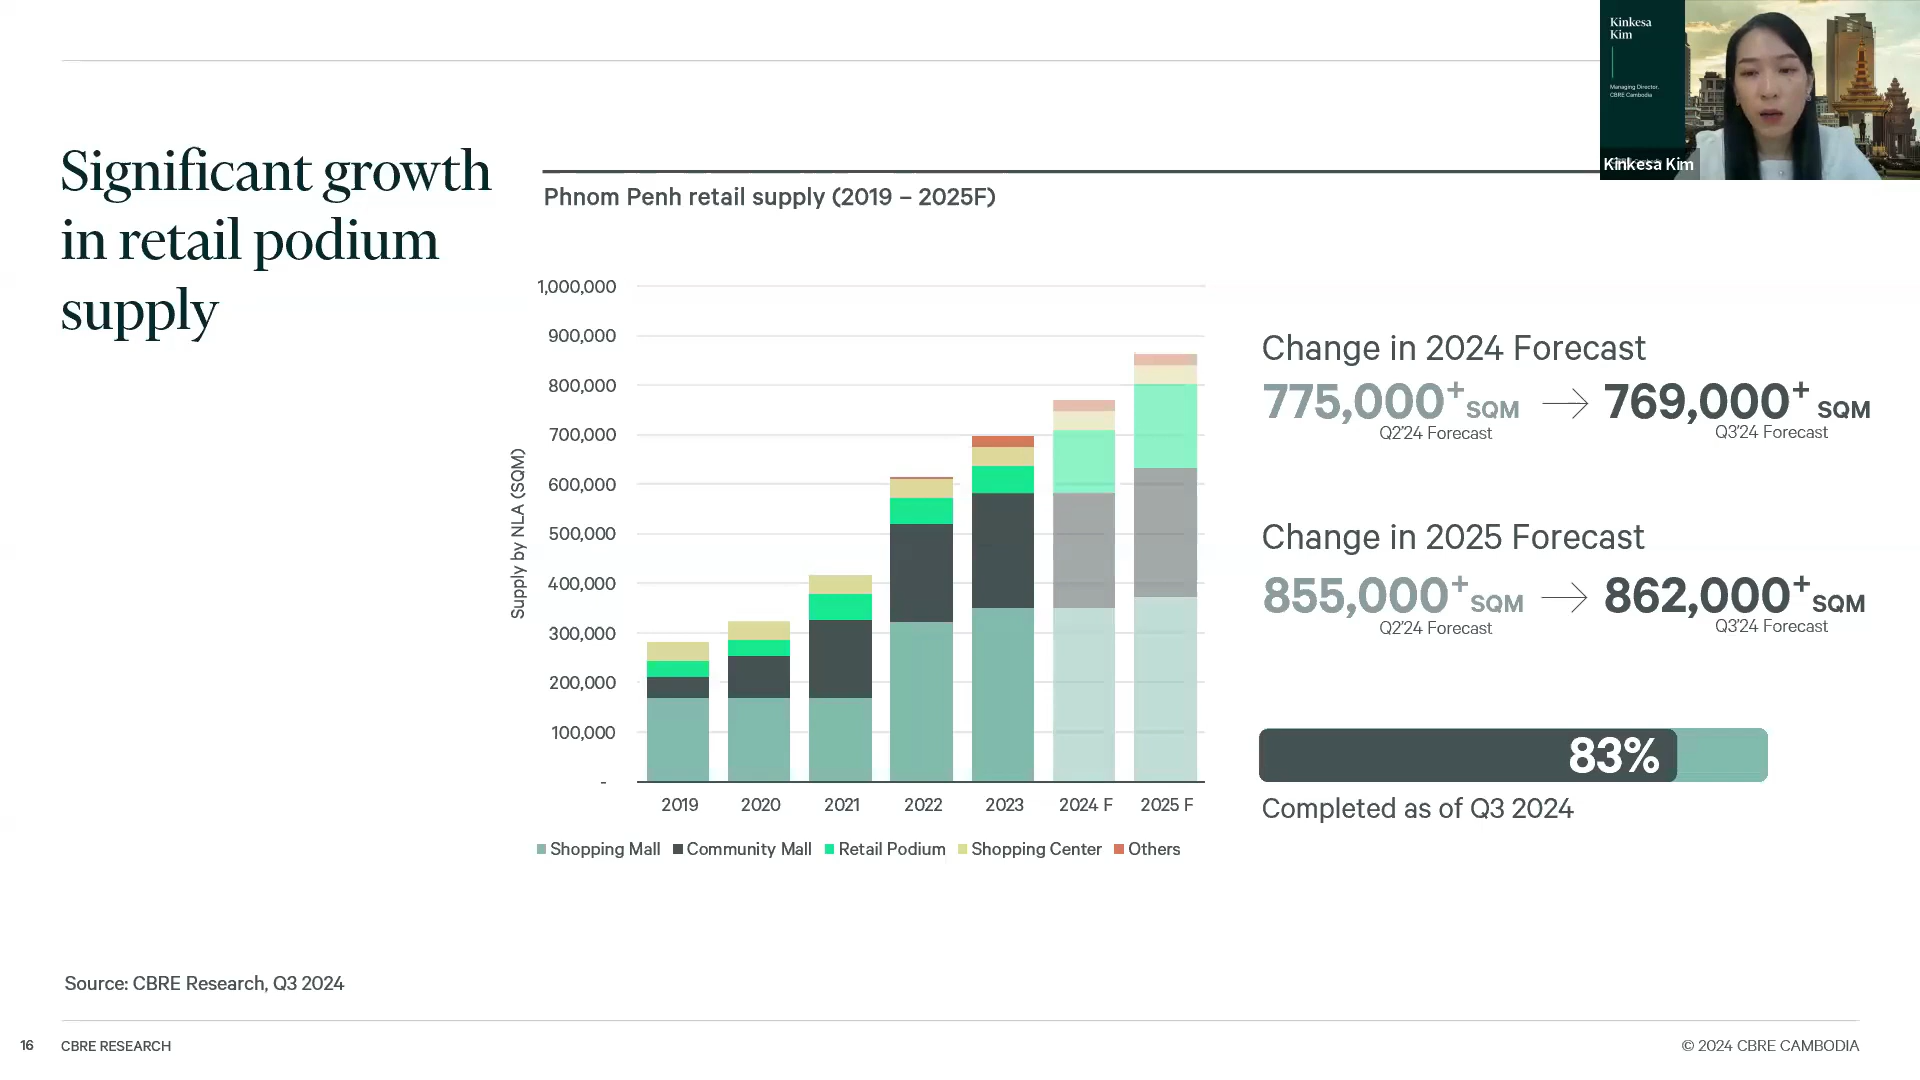 Kinkesa
Kim
Managing Director,
CBRE Cambodia
Kinkesa Kim
Significant growth
in retail podium
supply
Phnom Penh retail supply (2019 – 2025F)
Supply by NLA (SQM)
1,000,000
900,000
800,000
700,000
600,000
500,000
400,000
300,000
200,000
100,000
-
2019 2020 2021 2022 2023 2024 F 2025 F
Shopping Mall Community Mall Retail Podium Shopping Center Others
Change in 2024 Forecast
775,000+ SQM → 769,000+ SQM
Q2'24 Forecast Q3'24 Forecast
Change in 2025 Forecast
855,000+ SQM → 862,000+ SQM
Q2'24 Forecast Q3'24 Forecast
83%
Completed as of Q3 2024
Source: CBRE Research, Q3 2024
16 CBRE RESEARCH © 2024 CBRE CAMBODIA